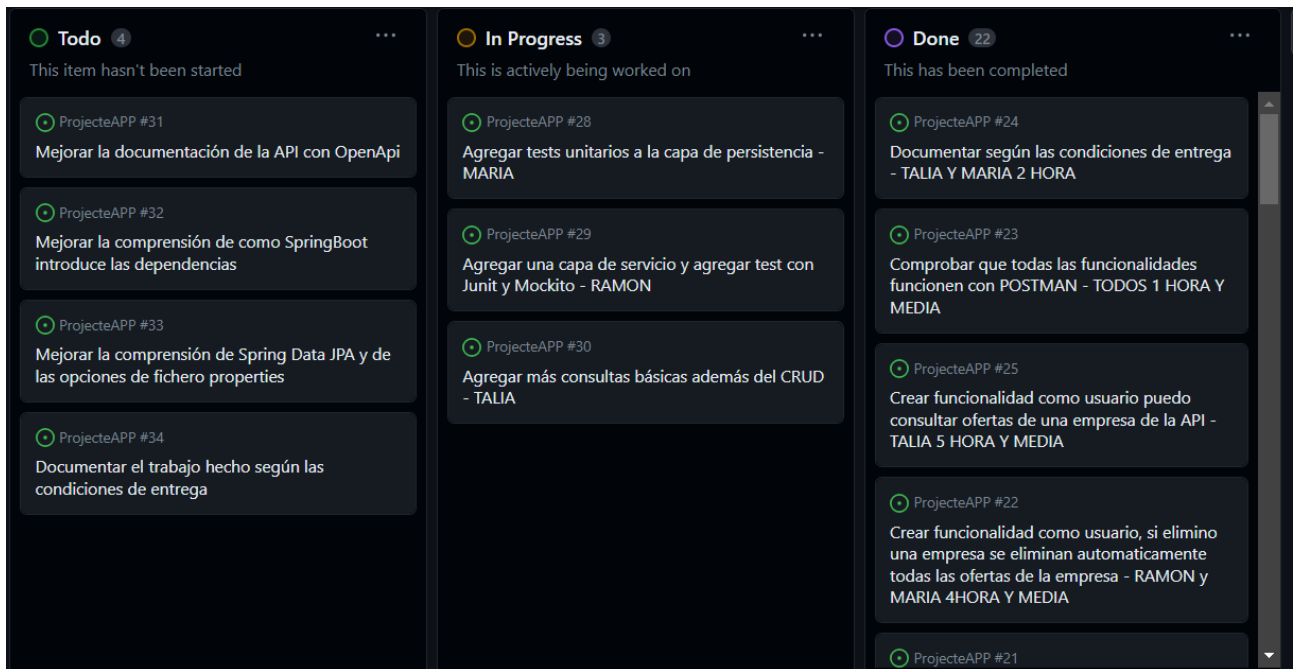 Todo 4
This item hasn't been started
ProjecteAPP #31
Mejorar la documentación de la API con OpenApi
ProjecteAPP #32
Mejorar la comprensión de como SpringBoot
introduce las dependencias
ProjecteAPP #33
Mejorar la comprensión de Spring Data JPA y de
las opciones de fichero properties
ProjecteAPP #34
Documentar el trabajo hecho según las
condiciones de entrega
In Progress 3
This is actively being worked on
ProjecteAPP #28
Agregar tests unitarios a la capa de persistencia -
MARIA
ProjecteAPP #29
Agregar una capa de servicio y agregar test con
Junit y Mockito - RAMON
ProjecteAPP #30
Agregar más consultas básicas además del CRUD
- TALIA
Done 22
This has been completed
ProjecteAPP #24
Documentar según las condiciones de entrega
- TALIA Y MARIA 2 HORA
ProjecteAPP #23
Comprobar que todas las funcionalidades
funcionen con POSTMAN - TODOS 1 HORA Y
MEDIA
ProjecteAPP #25
Crear funcionalidad como usuario puedo
consultar ofertas de una empresa de la API -
TALIA 5 HORA Y MEDIA
ProjecteAPP #22
Crear funcionalidad como usuario, si elimino
una empresa se eliminan automaticamente
todas las ofertas de la empresa - RAMON y
MARIA 4HORA Y MEDIA
ProjecteAPP #21